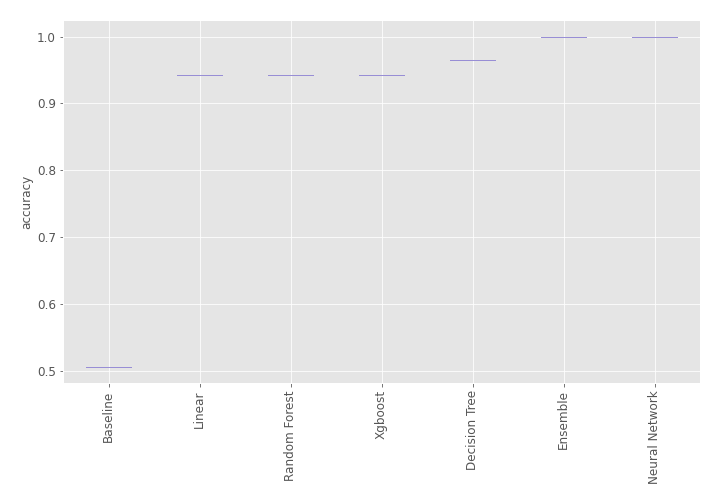 1.0
0.9
0.8
0.7
0.6
0.5
accuracy
Baseline
Linear
Random Forest
Xgboost
Decision Tree
Ensemble
Neural Network